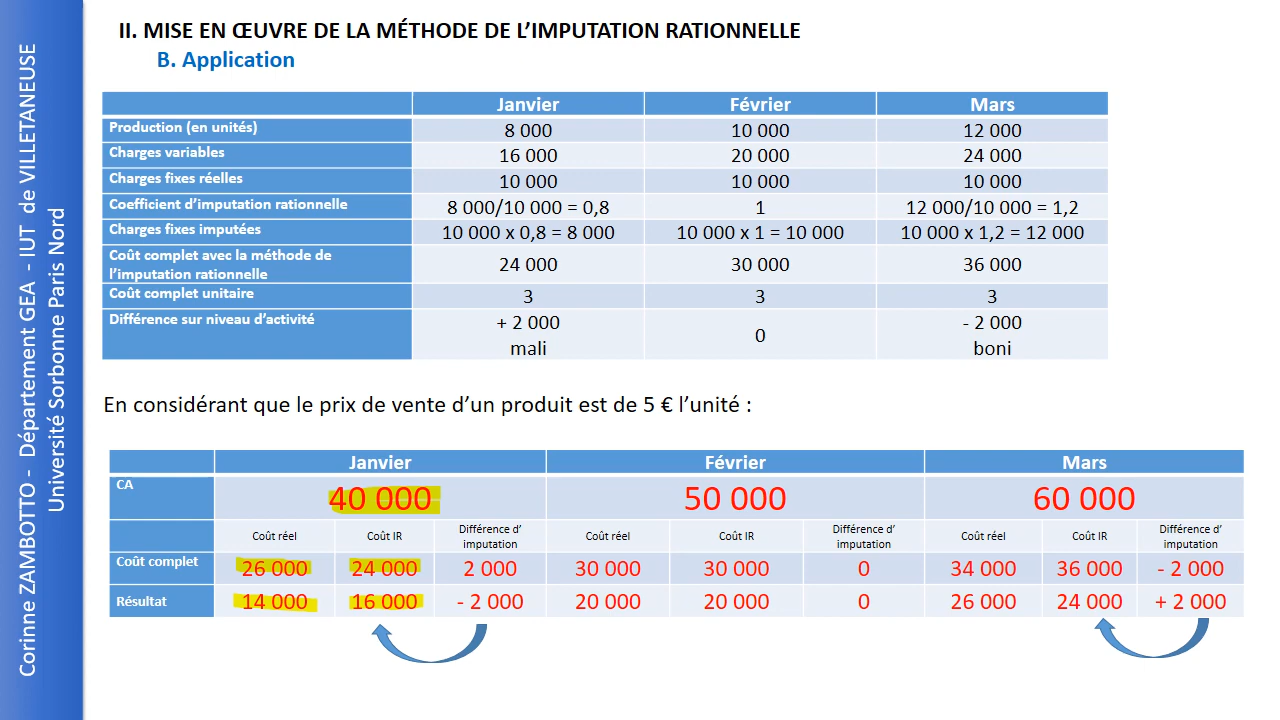 II. MISE EN ŒUVRE DE LA MÉTHODE DE L’IMPUTATION RATIONNELLE
B. Application
Corinne ZAMBOTTO - Département GEA - IUT de VILLETANEUSE
Université Sorbonne Paris Nord
Janvier Février Mars
Production (en unités) 8 000 10 000 12 000
Charges variables 16 000 20 000 24 000
Charges fixes réelles 10 000 10 000 10 000
Coefficient d’imputation rationnelle 8 000/10 000 = 0,8 1 12 000/10 000 = 1,2
Charges fixes imputées 10 000 x 0,8 = 8 000 10 000 x 1 = 10 000 10 000 x 1,2 = 12 000
Coût complet avec la méthode de
l’imputation rationnelle 24 000 30 000 36 000
Coût complet unitaire 3 3 3
Différence sur niveau d’activité + 2 000 0 - 2 000
mali boni
En considérant que le prix de vente d’un produit est de 5 € l’unité :
Janvier Février Mars
CA 40 000 50 000 60 000
Coût réel Coût IR Différence d’ Coût réel Coût IR Différence d’ Coût réel Coût IR Différence d’
imputation imputation imputation
Coût complet 26 000 24 000 2 000 30 000 30 000 0 34 000 36 000 - 2 000
Résultat 14 000 16 000 - 2 000 20 000 20 000 0 26 000 24 000 + 2 000